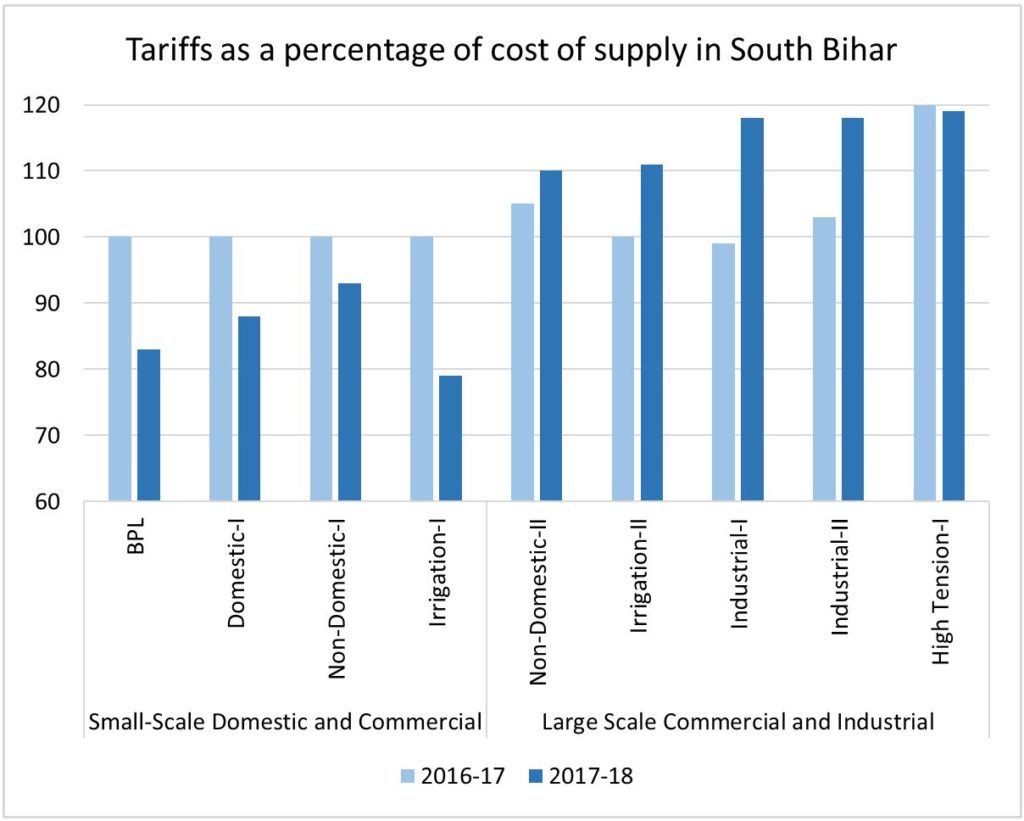 Tariffs as a percentage of cost of supply in South Bihar
120
110
100
90
80
70
60
BPL
Domestic-I
Non-Domestic-I
Irrigation-I
Non-Domestic-II
Irrigation-II
Industrial-I
Industrial-II
High Tension-I
Small-Scale Domestic and Commercial
Large Scale Commercial and Industrial
2016-17
2017-18